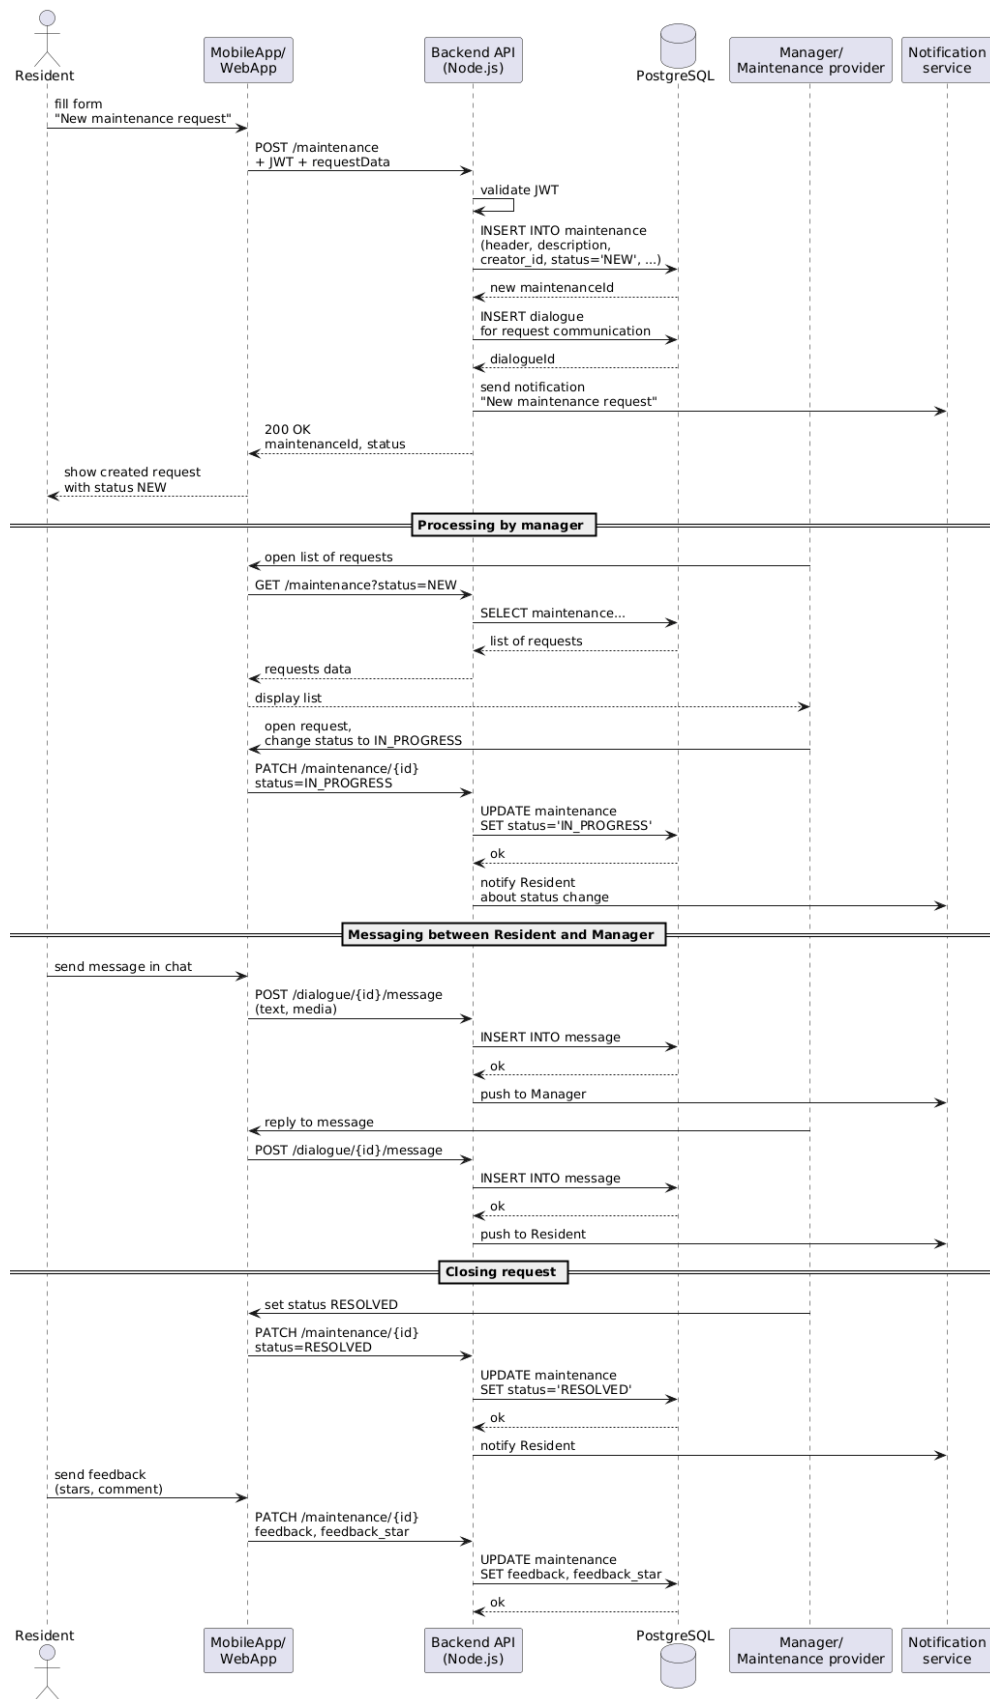 Resident
MobileApp/
WebApp
Backend API
(Node.js)
PostgreSQL
Manager/
Maintenance provider
Notification
service
fill form
"New maintenance request"
POST /maintenance
+ JWT + requestData
validate JWT
INSERT INTO maintenance
(header, description,
creator_id, status='NEW', ...)
new maintenanceId
INSERT dialogue
for request communication
dialogueId
send notification
"New maintenance request"
200 OK
maintenanceId, status
show created request
with status NEW
Processing by manager
open list of requests
GET /maintenance?status=NEW
SELECT maintenance...
list of requests
requests data
display list
open request,
change status to IN_PROGRESS
PATCH /maintenance/{id}
status=IN_PROGRESS
UPDATE maintenance
SET status='IN_PROGRESS'
ok
notify Resident
about status change
Messaging between Resident and Manager
send message in chat
POST /dialogue/{id}/message
(text, media)
INSERT INTO message
ok
push to Manager
reply to message
POST /dialogue/{id}/message
INSERT INTO message
ok
push to Resident
Closing request
set status RESOLVED
PATCH /maintenance/{id}
status=RESOLVED
UPDATE maintenance
SET status='RESOLVED'
ok
notify Resident
send feedback
(stars, comment)
PATCH /maintenance/{id}
feedback, feedback_star
UPDATE maintenance
SET feedback, feedback_star
ok
Resident
MobileApp/
WebApp
Backend API
(Node.js)
PostgreSQL
Manager/
Maintenance provider
Notification
service